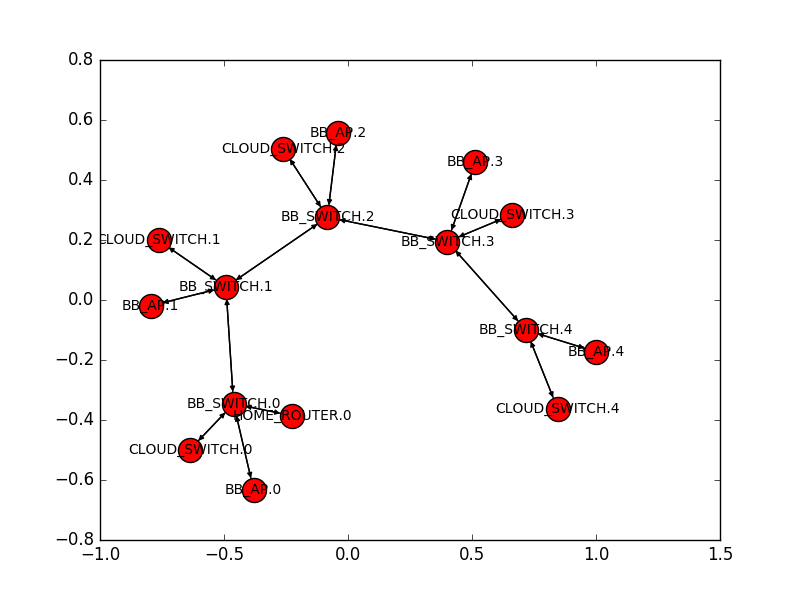 0.8
0.6
0.4
0.2
0.0
−0.2
−0.4
−0.6
−0.8
−1.0
−0.5
0.0
0.5
1.0
1.5
BB_AP.2
CLOUD_SWITCH.2
BB_AP.3
BB_SWITCH.2
CLOUD_SWITCH.3
CLOUD_SWITCH.1
BB_SWITCH.3
BB_SWITCH.1
BB_AP.1
BB_SWITCH.4
BB_AP.4
BB_SWITCH.0
HOME_ROUTER.0
CLOUD_SWITCH.4
CLOUD_SWITCH.0
BB_AP.0